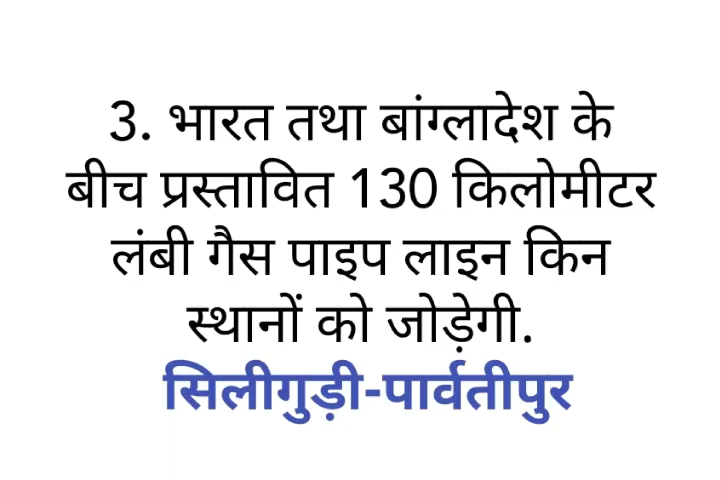 3. भारत तथा बांग्लादेश के
बीच प्रस्तावित 130 किलोमीटर
लंबी गैस पाइप लाइन किन
स्थानों को जोड़ेगी.
सिलीगुड़ी-पार्वतीपुर